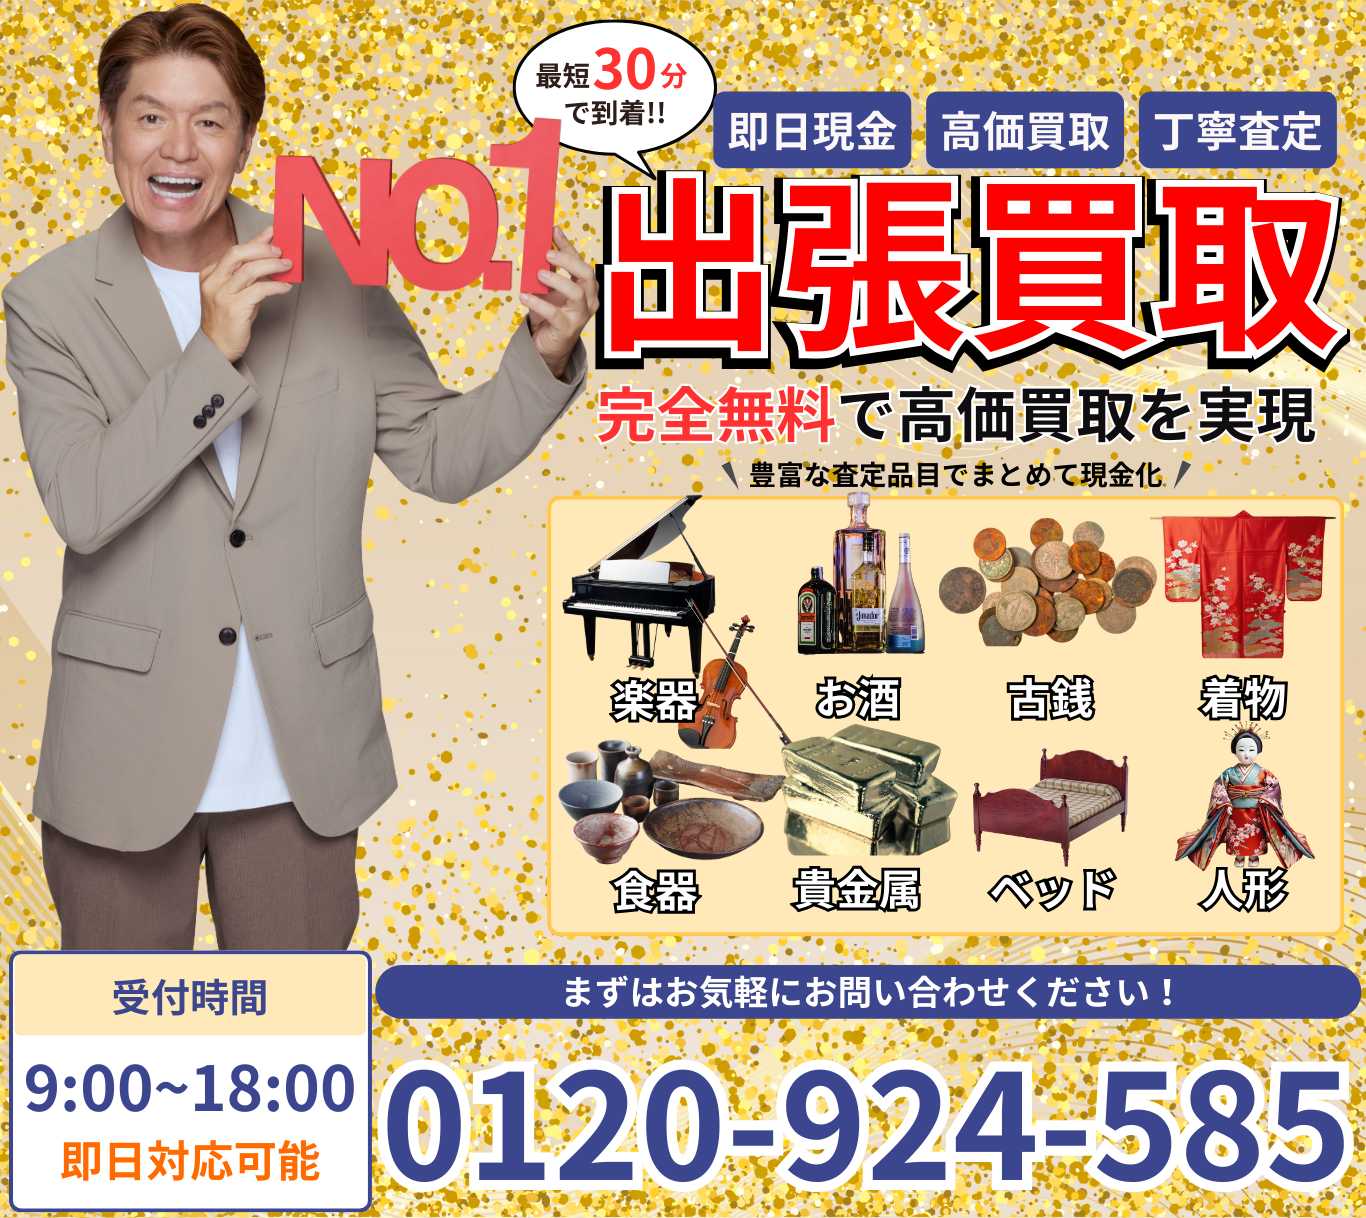 最短30分
で到着!!
NO.1
即日現金
高価買取
丁寧査定
出張買取
完全無料で高価買取を実現
豊富な査定品目でまとめて現金化
楽器
お酒
古銭
着物
食器
貴金属
ベッド
人形
受付時間
9:00~18:00
即日対応可能
まずはお気軽にお問い合わせください！
0120-924-585